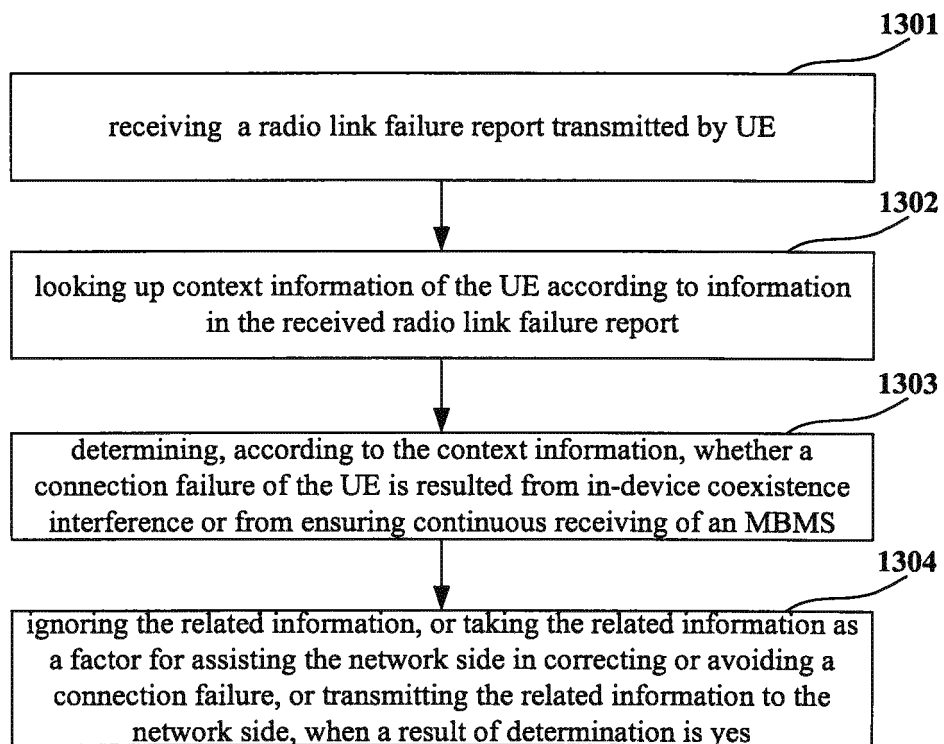 1301
receiving a radio link failure report transmitted by UE
1302
looking up context information of the UE according to information
in the received radio link failure report
1303
determining, according to the context information, whether a
connection failure of the UE is resulted from in-device coexistence
interference or from ensuring continuous receiving of an MBMS
1304
ignoring the related information, or taking the related information as
a factor for assisting the network side in correcting or avoiding a
connection failure, or transmitting the related information to the
network side, when a result of determination is yes